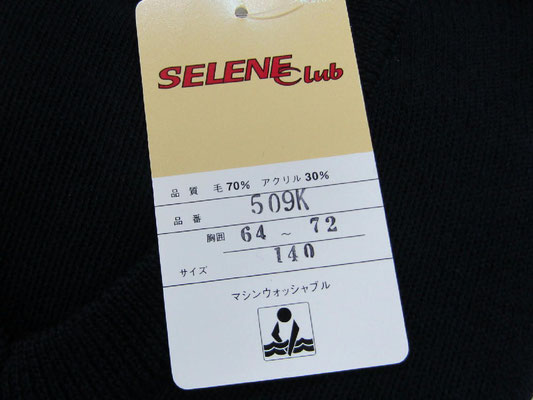 SELENE Club
品質 毛70% アクリル30%
品番 509K
胸囲 64 ～ 72
サイズ 140
マシンウォッシャブル